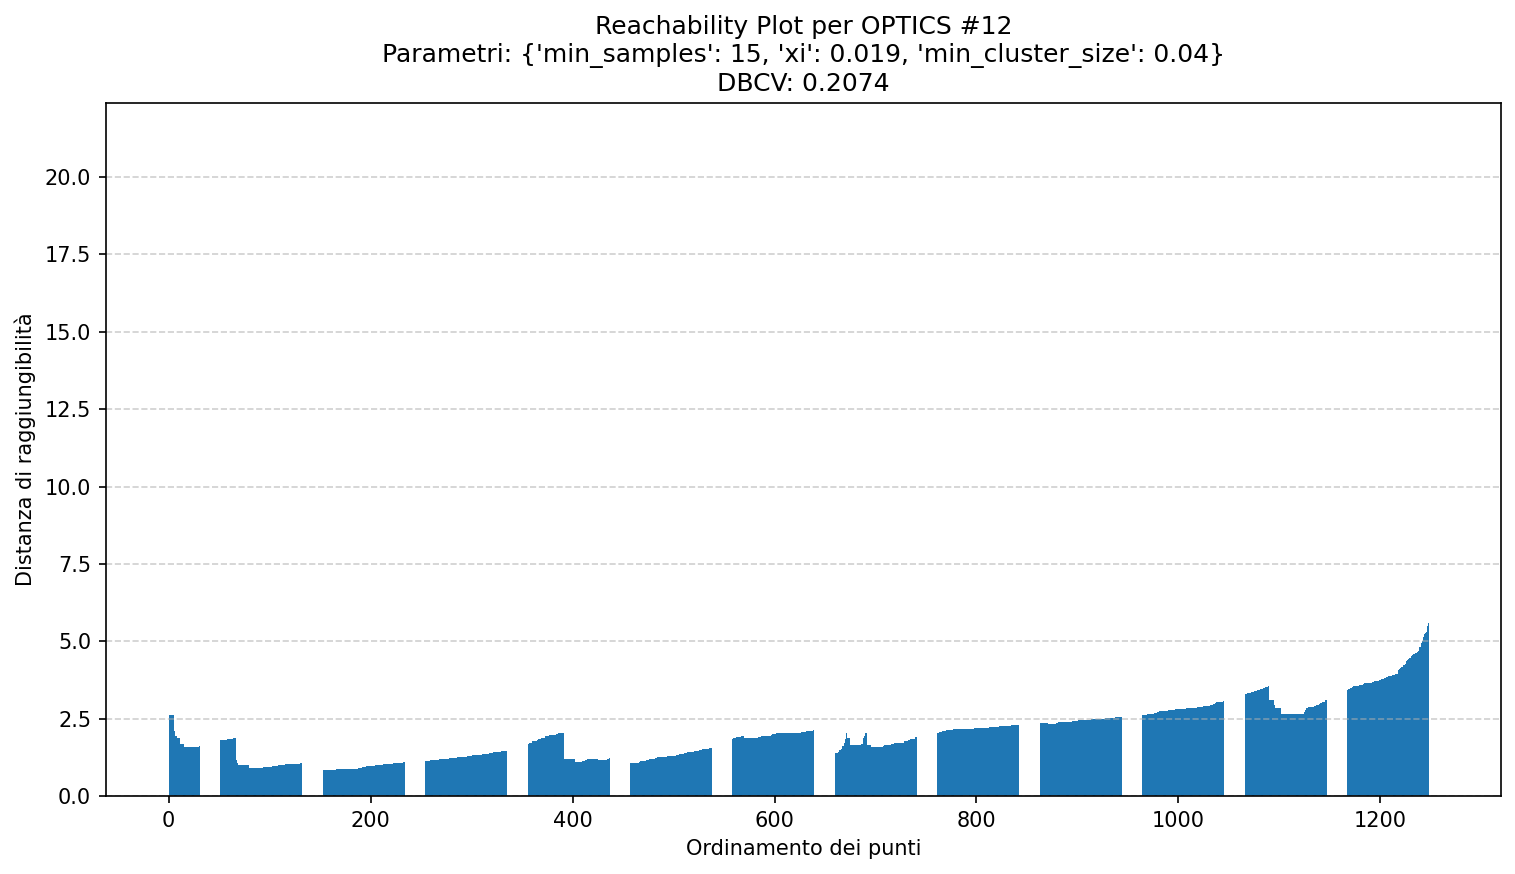 Reachability Plot per OPTICS #12
Parametri: {'min_samples': 15, 'xi': 0.019, 'min_cluster_size': 0.04}
DBCV: 0.2074
Distanza di raggiungibilità
20.0
17.5
15.0
12.5
10.0
7.5
5.0
2.5
0.0
0 200 400 600 800 1000 1200
Ordinamento dei punti